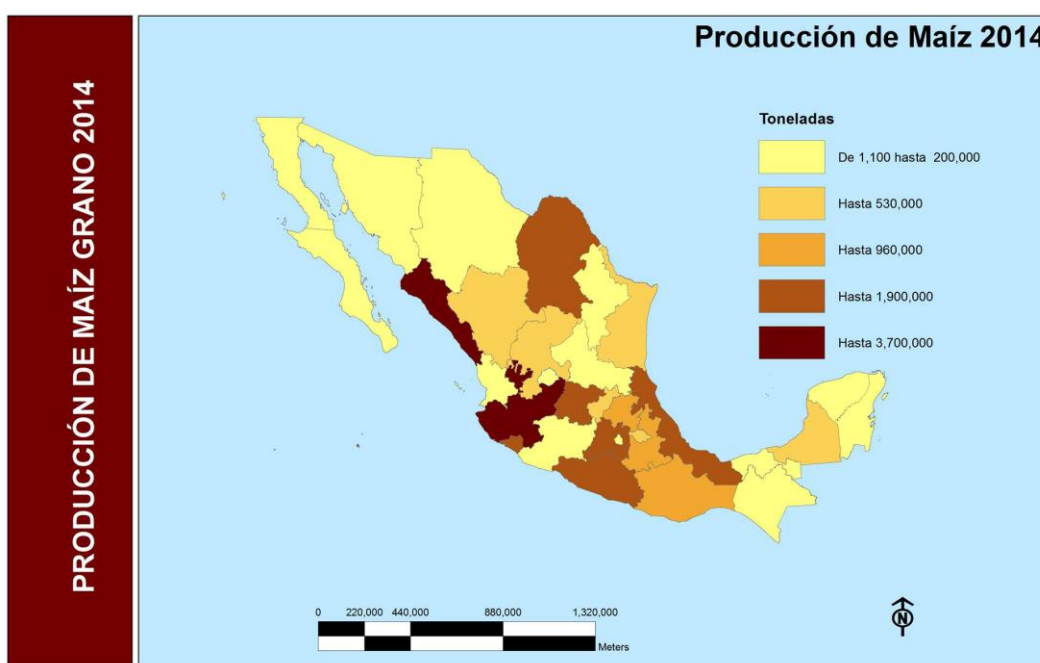 PRODUCCIÓN DE MAÍZ GRANO 2014
Producción de Maíz 2014
Toneladas
De 1,100 hasta 200,000
Hasta 530,000
Hasta 960,000
Hasta 1,900,000
Hasta 3,700,000
0 220,000 440,000 880,000 1,320,000
Meters
N